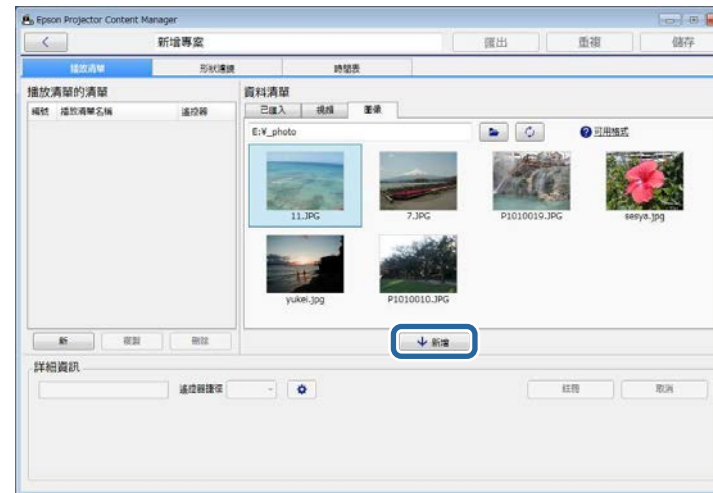 Epson Projector Content Manager
新增專案
匯出
重複
儲存
播放清單
形狀濾鏡
時間表
播放清單的清單
編號
播放清單名稱
遙控器
資料清單
已匯入
視頻
圖像
E:¥_photo
可用格式
11.JPG
7.JPG
P1010019.JPG
sesya.jpg
yukei.jpg
P1010010.JPG
新
複製
刪除
新增
詳細資訊
遙控器捷徑
註冊
取消